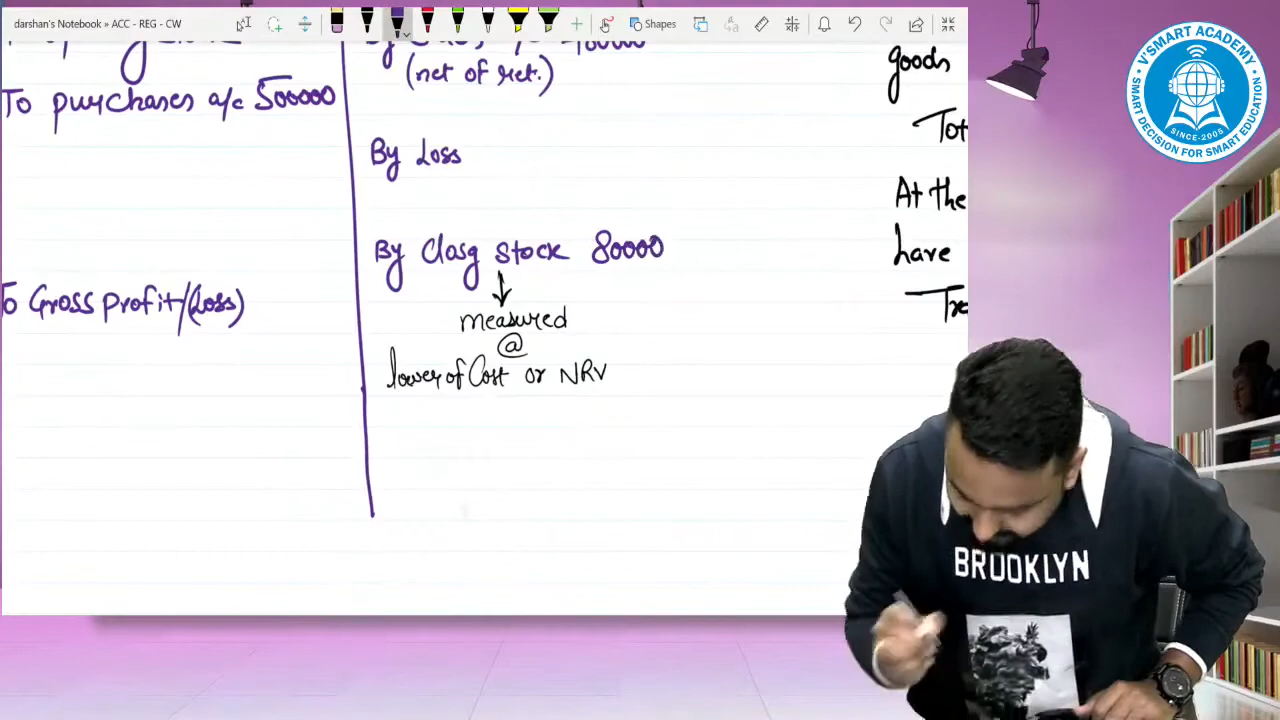 darshan's Notebook » ACC - REG - CW
Shapes
(net of ret.)
To purchases a/c 500000
By Loss
By Closg stock 80000
measured
@
lower of Cost or NRV
To Gross Profit/(Loss)
goods
Tot
At the
have
V'SMART ACADEMY
SINCE-2005
SMART DECISION FOR SMART EDUCATION
BROOKLYN